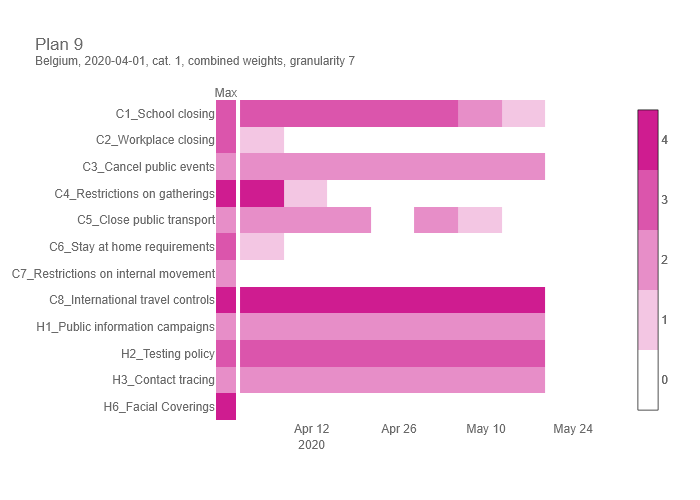 Plan 9
Belgium, 2020-04-01, cat. 1, combined weights, granularity 7
Max
C1_School closing
C2_Workplace closing
C3_Cancel public events
C4_Restrictions on gatherings
C5_Close public transport
C6_Stay at home requirements
C7_Restrictions on internal movement
C8_International travel controls
H1_Public information campaigns
H2_Testing policy
H3_Contact tracing
H6_Facial Coverings
Apr 12
2020
Apr 26
May 10
May 24
4
3
2
1
0